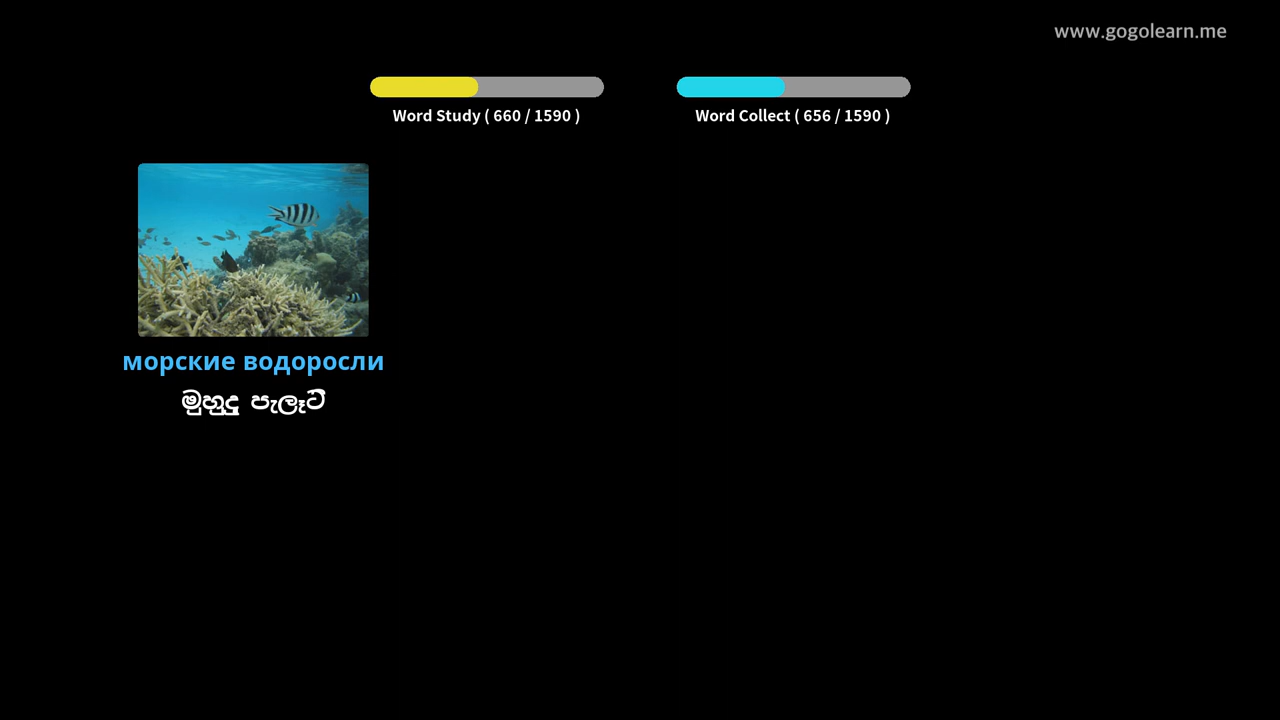 www.gogolearn.me
Word Study ( 660 / 1590 )
Word Collect ( 656 / 1590 )
морские водоросли
මුහුදු පැලෑටි